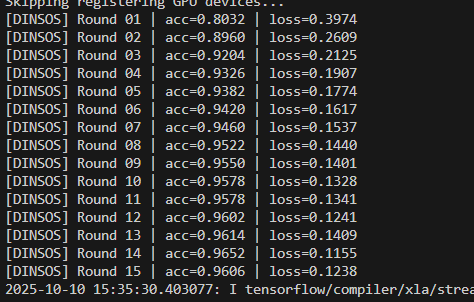 Skipping registering GPU devices...
[DINSOS] Round 01 | acc=0.8032 | loss=0.3974
[DINSOS] Round 02 | acc=0.8960 | loss=0.2609
[DINSOS] Round 03 | acc=0.9204 | loss=0.2125
[DINSOS] Round 04 | acc=0.9326 | loss=0.1907
[DINSOS] Round 05 | acc=0.9382 | loss=0.1774
[DINSOS] Round 06 | acc=0.9420 | loss=0.1617
[DINSOS] Round 07 | acc=0.9460 | loss=0.1537
[DINSOS] Round 08 | acc=0.9522 | loss=0.1440
[DINSOS] Round 09 | acc=0.9550 | loss=0.1401
[DINSOS] Round 10 | acc=0.9578 | loss=0.1328
[DINSOS] Round 11 | acc=0.9578 | loss=0.1341
[DINSOS] Round 12 | acc=0.9602 | loss=0.1241
[DINSOS] Round 13 | acc=0.9614 | loss=0.1409
[DINSOS] Round 14 | acc=0.9652 | loss=0.1155
[DINSOS] Round 15 | acc=0.9606 | loss=0.1238
2025-10-10 15:35:30.403077: I tensorflow/compiler/xla/strea